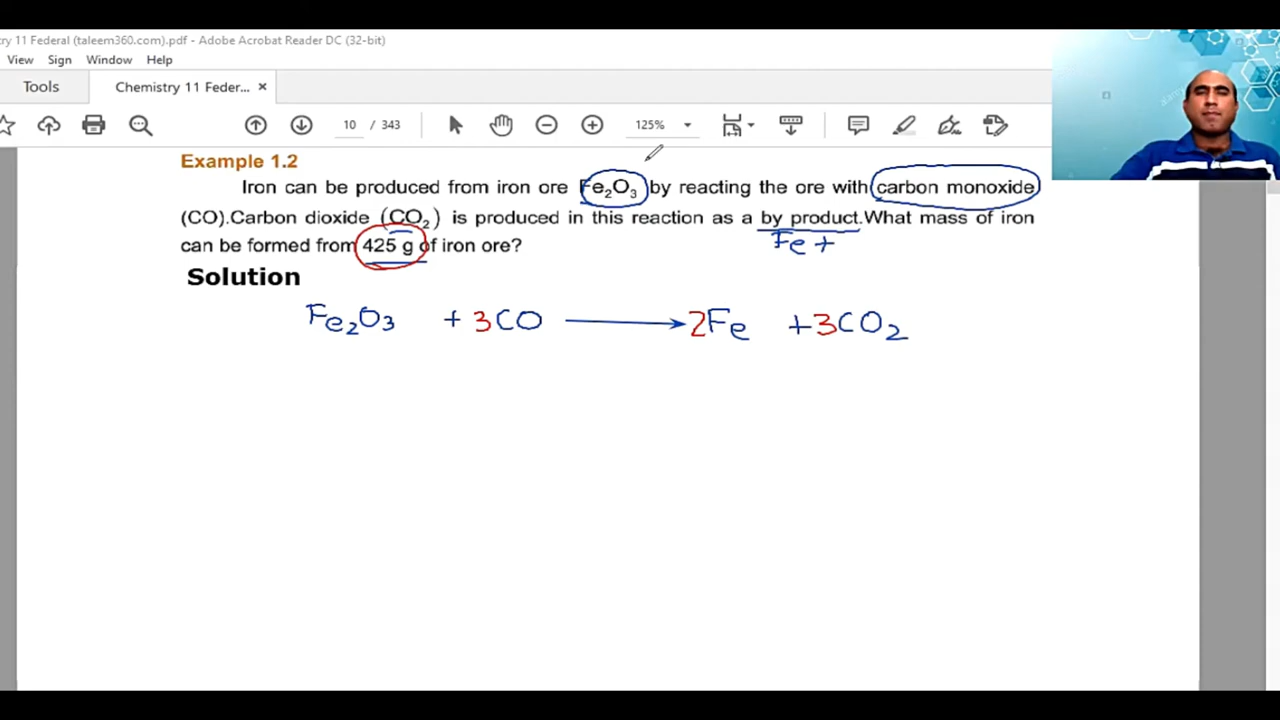 ry 11 Federal (taleem360.com).pdf - Adobe Acrobat Reader DC (32-bit)
View Sign Window Help
Tools Chemistry 11 Feder... ×
10 / 343 125%
Example 1.2
Iron can be produced from iron ore Fe₂O₃ by reacting the ore with carbon monoxide
(CO).Carbon dioxide (CO₂) is produced in this reaction as a by product.What mass of iron
can be formed from 425 g of iron ore?
Fe +
Solution
Fe₂O₃ + 3CO ⟶ 2Fe + 3CO₂